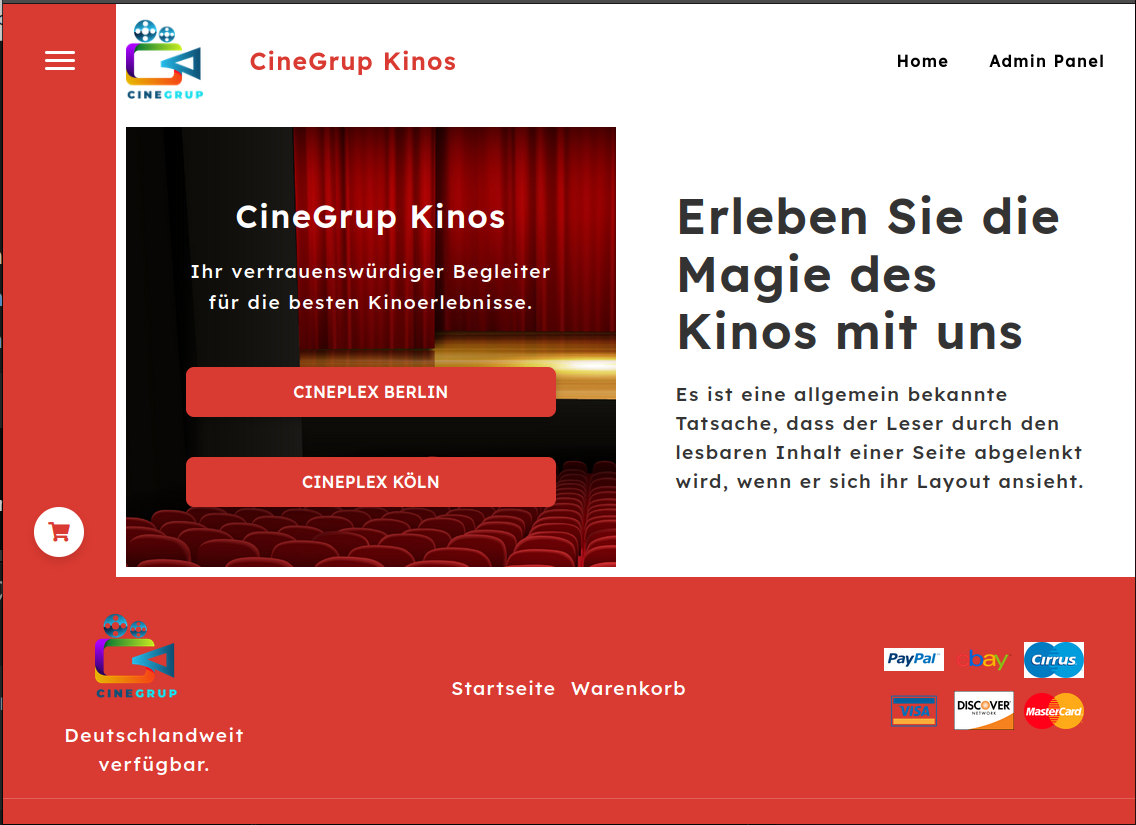 CINEGRUP
CineGrup Kinos
Home
Admin Panel
CineGrup Kinos
Ihr vertrauenswürdiger Begleiter
für die besten Kinoerlebnisse.
CINEPLEX BERLIN
CINEPLEX KÖLN
Erleben Sie die
Magie des
Kinos mit uns
Es ist eine allgemein bekannte
Tatsache, dass der Leser durch den
lesbaren Inhalt einer Seite abgelenkt
wird, wenn er sich ihr Layout ansieht.
CINEGRUP
Deutschlandweit
verfügbar.
Startseite
Warenkorb
PayPal
ebay
Cirrus
VISA
DISCOVER
NETWORK
MasterCard